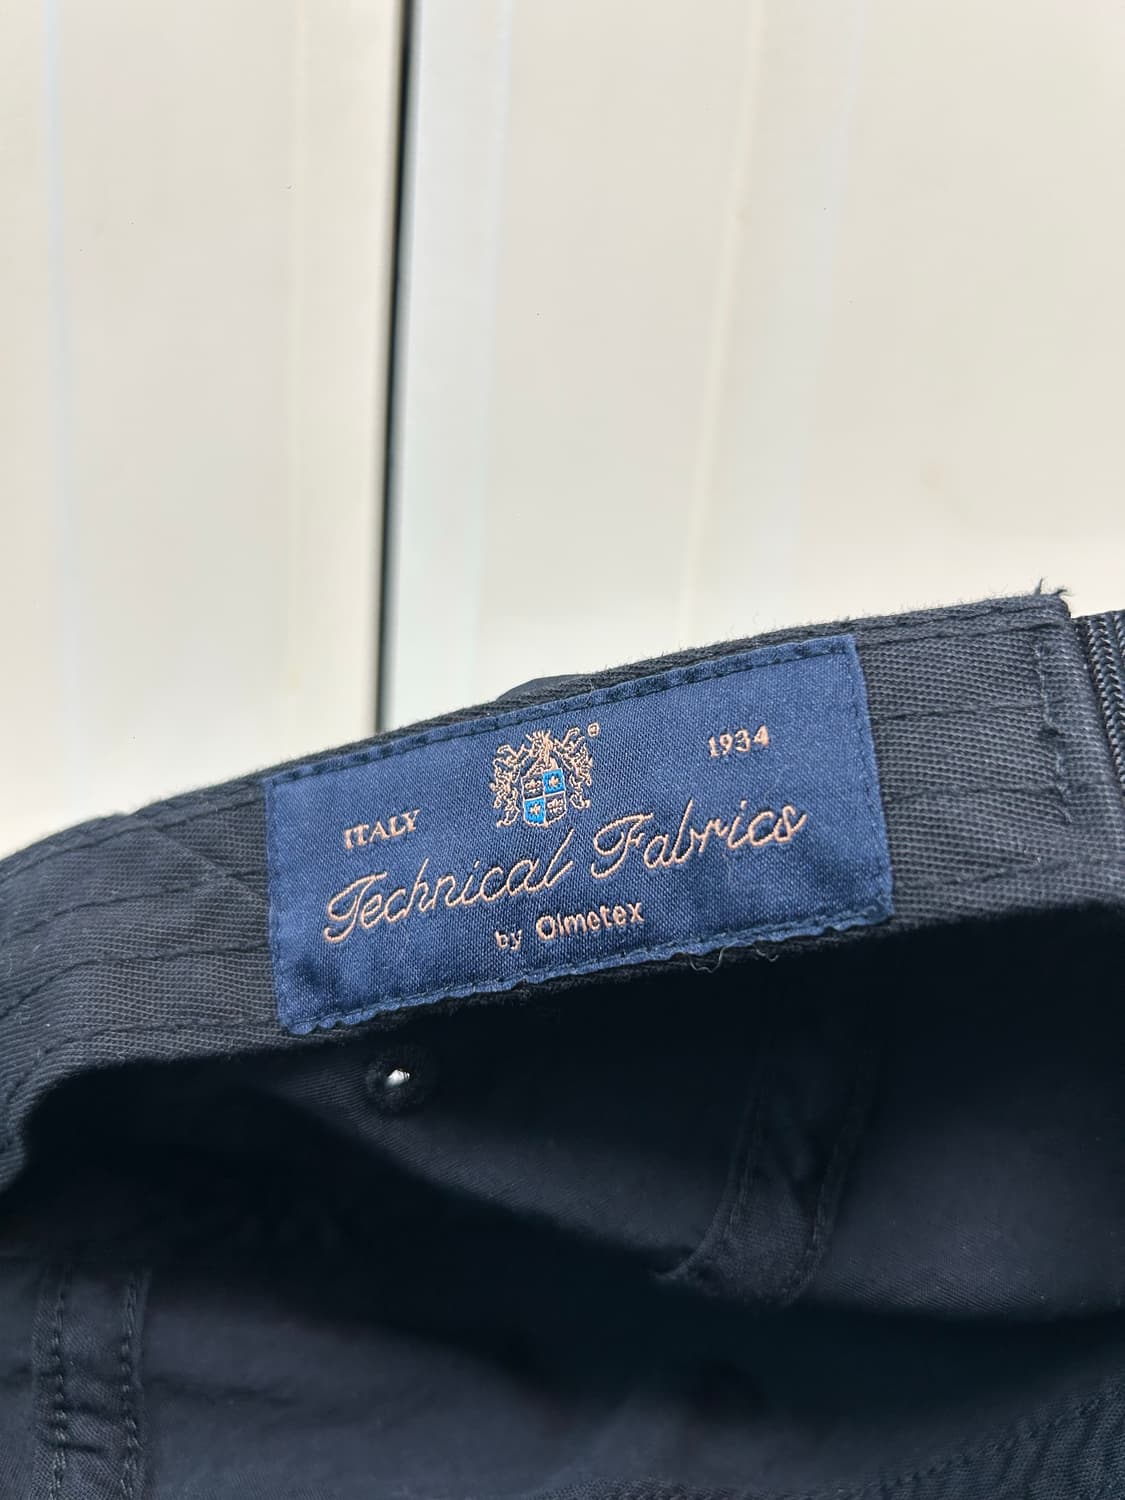 ITALY
1934
Technical Fabrics
by Olmetex